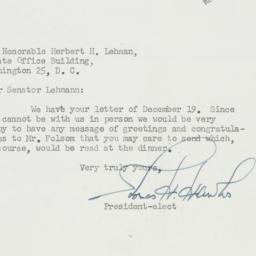 Honorable Herbert H. Lehman,
ate Office Building,
hington 25, D. C.
r Senator Lehmann:
We have your letter of December 19. Since
cannot be with us in person we would be very
py to have any message of greetings and congratula-
ns to Mr. Folsom that you may care to send which,
course, would be read at the dinner.
Very truly yours,
President-elect